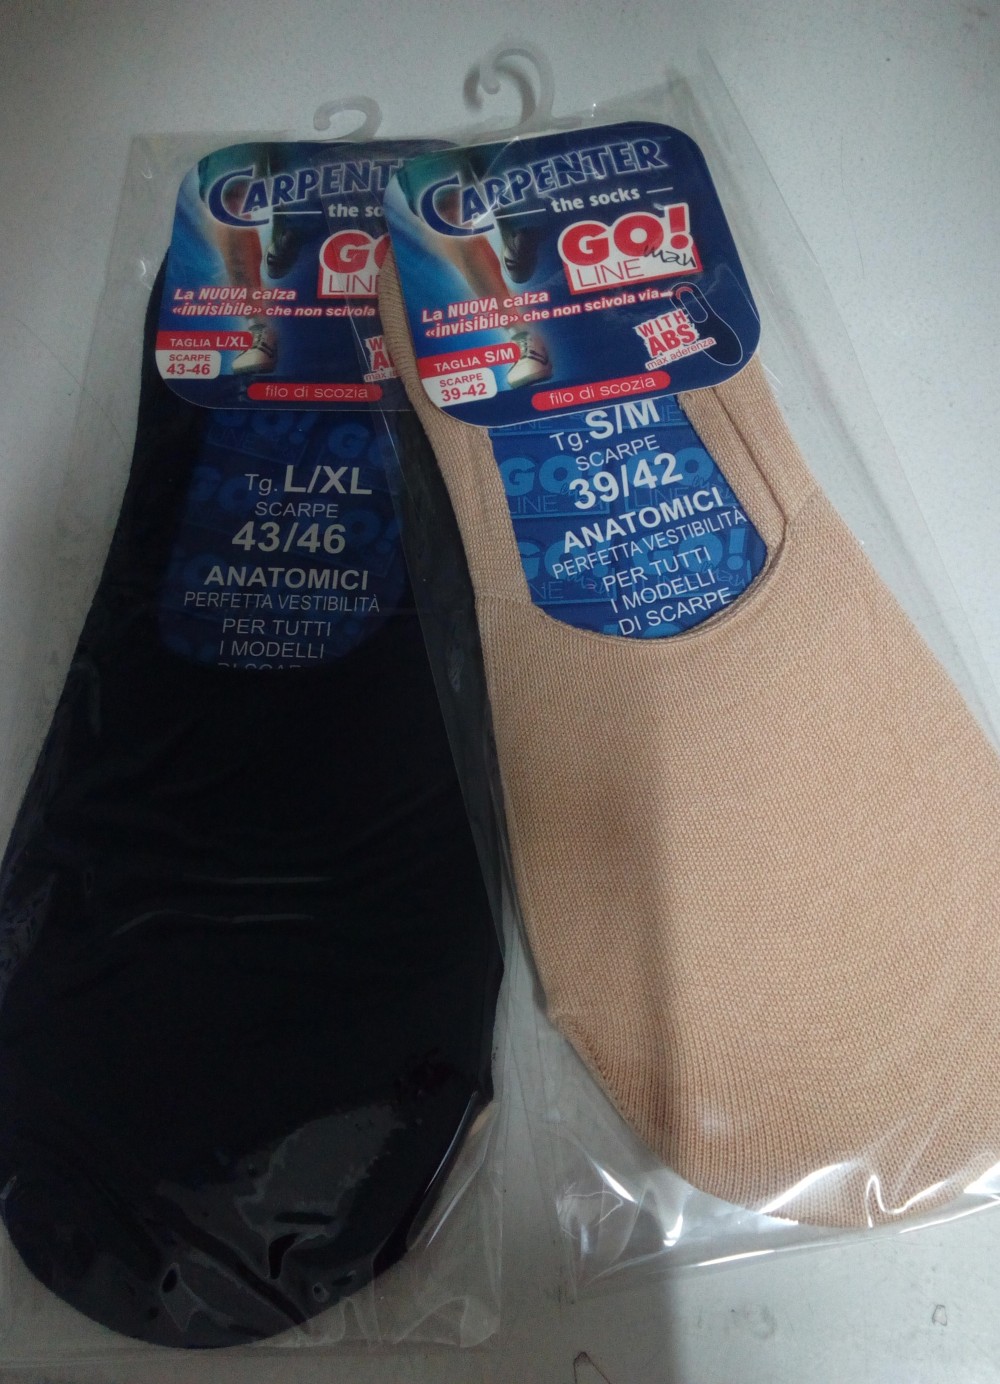 CARPENT
the so
GO
LINE
La NUOVA calza
«invisibile» che non scivola
TAGLIA L/XL
SCARPE
43-46
filo di scozia
Tg. L/XL
SCARPE
43/46
ANATOMICI
PERFETTA VESTIBILITÀ
PER TUTTI
I MODELLI
CARPENTER
the socks
GO!
LINE man
La NUOVA calza
«invisibile» che non scivola via
WITH
ABS
max aderenza
TAGLIA S/M
SCARPE
39-42
filo di scozia
Tg. S/M
SCARPE
39/42
ANATOMICI
PERFETTA VESTIBILITÀ
PER TUTTI
I MODELLI
DI SCARPE